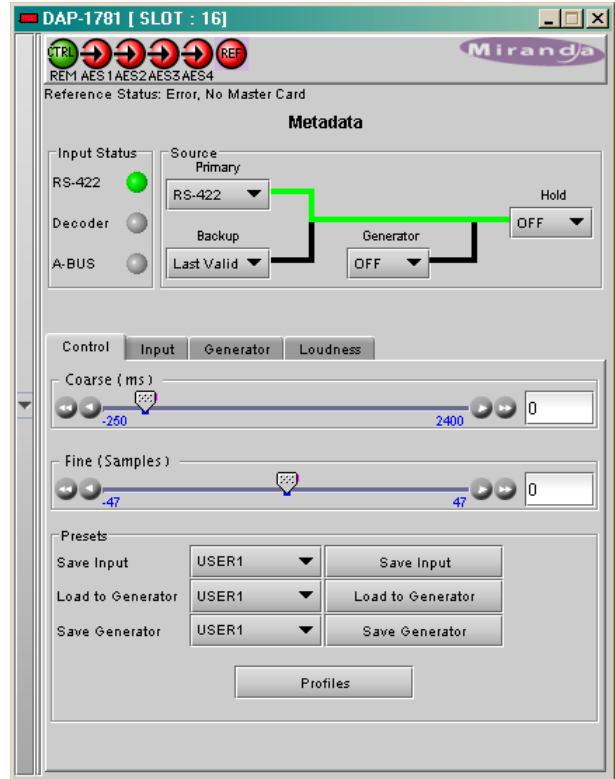 DAP-1781 [ SLOT : 16]
CTRL REF
REM AES1 AES2 AES3 AES4
Miranda
Reference Status: Error, No Master Card
Metadata
Input Status
RS-422
Decoder
A-BUS
Source
Primary
RS-422
Backup
Last Valid
Generator
OFF
Hold
OFF
Control Input Generator Loudness
Coarse (ms)
-250 2400 0
Fine (Samples)
-47 47 0
Presets
Save Input USER1 Save Input
Load to Generator USER1 Load to Generator
Save Generator USER1 Save Generator
Profiles